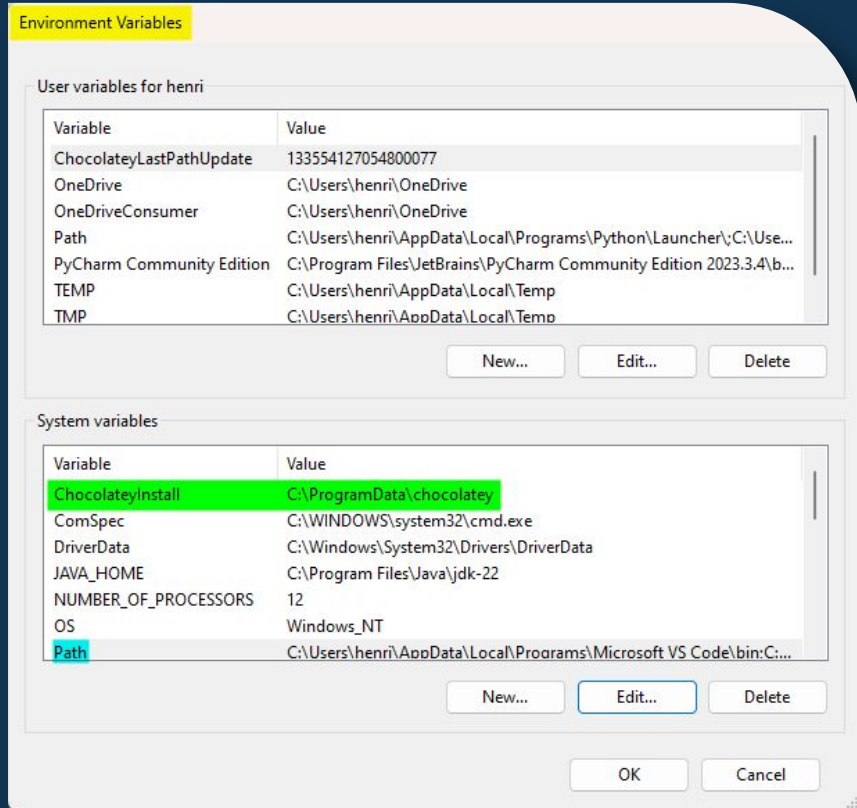 Environment Variables
User variables for henri
Variable Value
ChocolateyLastPathUpdate 133554127054800077
OneDrive C:\Users\henri\OneDrive
OneDriveConsumer C:\Users\henri\OneDrive
Path C:\Users\henri\AppData\Local\Programs\Python\Launcher\;C:\Use...
PyCharm Community Edition C:\Program Files\JetBrains\PyCharm Community Edition 2023.3.4\b...
TEMP C:\Users\henri\AppData\Local\Temp
TMP C:\Users\henri\AppData\Local\Temp
New... Edit... Delete
System variables
Variable Value
ChocolateyInstall C:\ProgramData\chocolatey
ComSpec C:\WINDOWS\system32\cmd.exe
DriverData C:\Windows\System32\Drivers\DriverData
JAVA_HOME C:\Program Files\Java\jdk-22
NUMBER_OF_PROCESSORS 12
OS Windows_NT
Path C:\Users\henri\AppData\Local\Programs\Microsoft VS Code\bin;C:...
New... Edit... Delete
OK Cancel